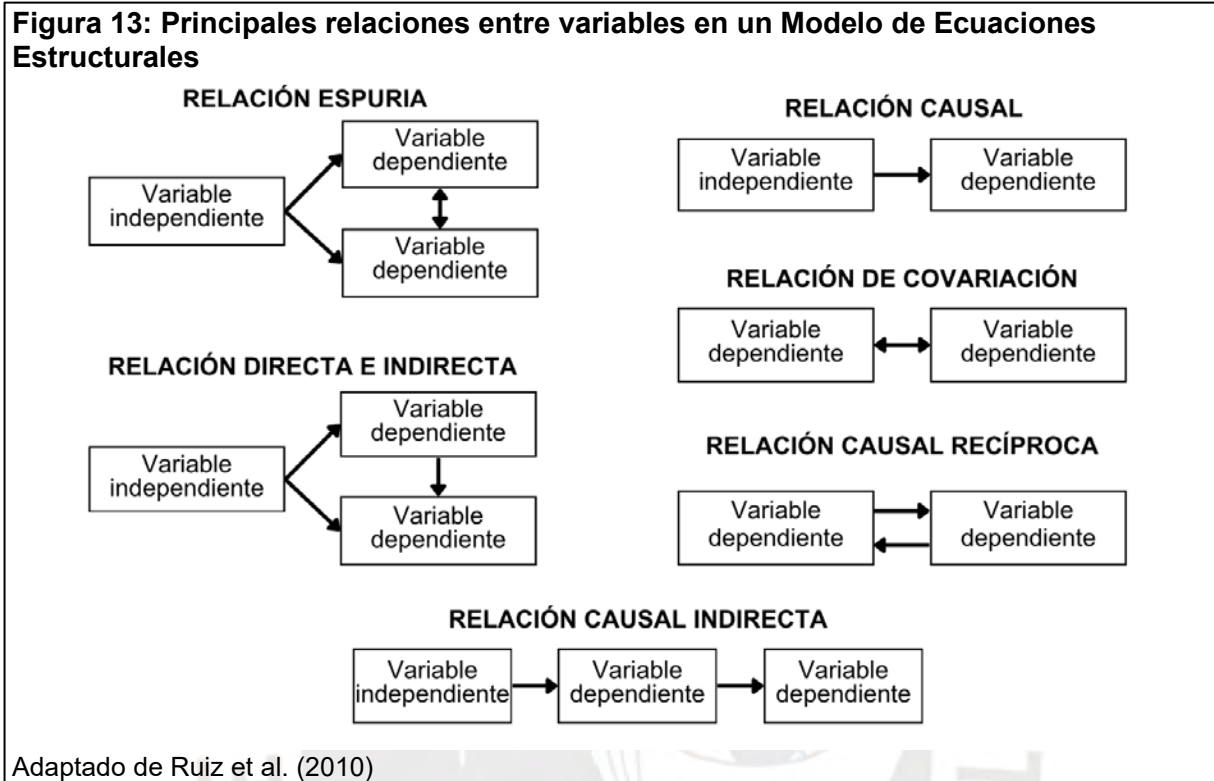 Figura 13: Principales relaciones entre variables en un Modelo de Ecuaciones
Estructurales
RELACIÓN ESPURIA
Variable
independiente
Variable
dependiente
Variable
dependiente
RELACIÓN DIRECTA E INDIRECTA
Variable
independiente
Variable
dependiente
Variable
dependiente
RELACIÓN CAUSAL
Variable
independiente
Variable
dependiente
RELACIÓN DE COVARIACIÓN
Variable
dependiente
Variable
dependiente
RELACIÓN CAUSAL RECÍPROCA
Variable
dependiente
Variable
dependiente
RELACIÓN CAUSAL INDIRECTA
Variable
independiente
Variable
dependiente
Variable
dependiente
Adaptado de Ruiz et al. (2010)